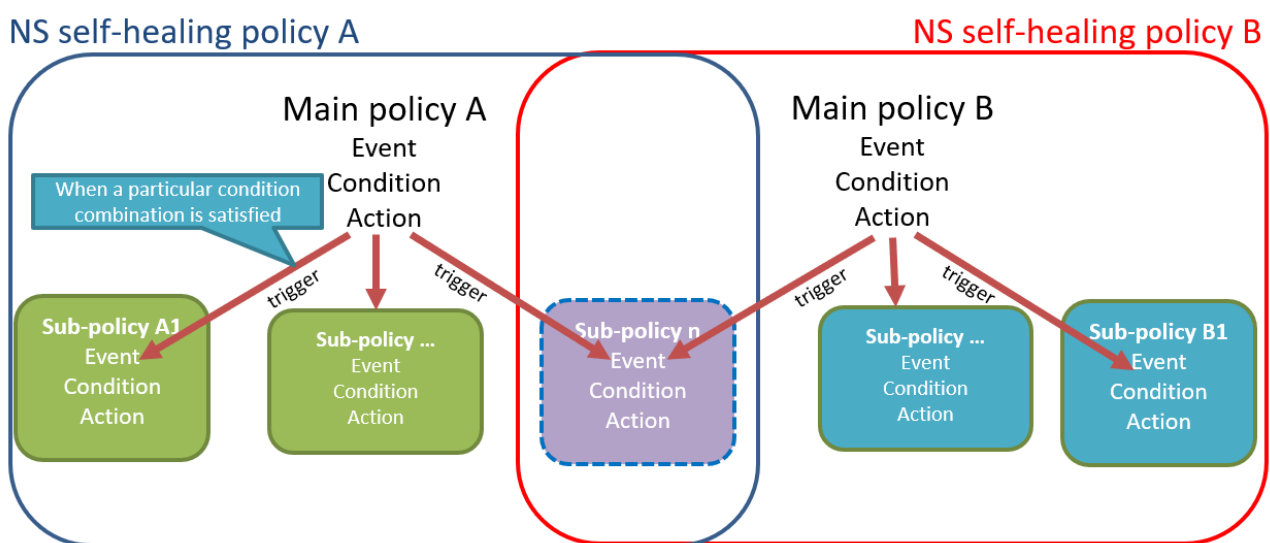 NS self-healing policy A
NS self-healing policy B
Main policy A
Event
Condition
Action
Main policy B
Event
Condition
Action
When a particular condition
combination is satisfied
trigger
trigger
trigger
trigger
Sub-policy A1
Event
Condition
Action
Sub-policy ...
Event
Condition
Action
Sub-policy n
Event
Condition
Action
Sub-policy ...
Event
Condition
Action
Sub-policy B1
Event
Condition
Action